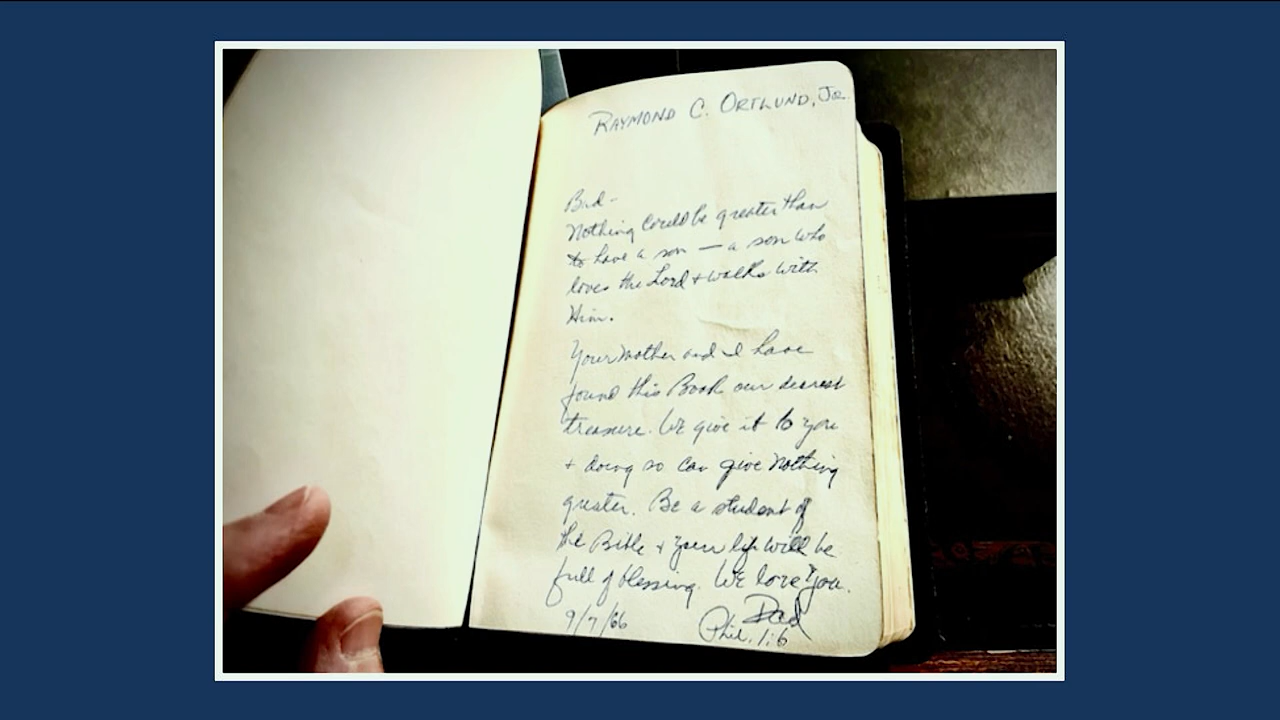 RAYMOND C. ORTLUND, JR.
Bud-
Nothing could be greater than
to have a son — a son who
loves the Lord + walks with
Him.
Your mother and I have
found this Book our dearest
treasure. We give it to you
+ doing so can give nothing
greater. Be a student of
the Bible + your life will be
full of blessing. We love you.
Dad
9/7/66 Phil. 1:6